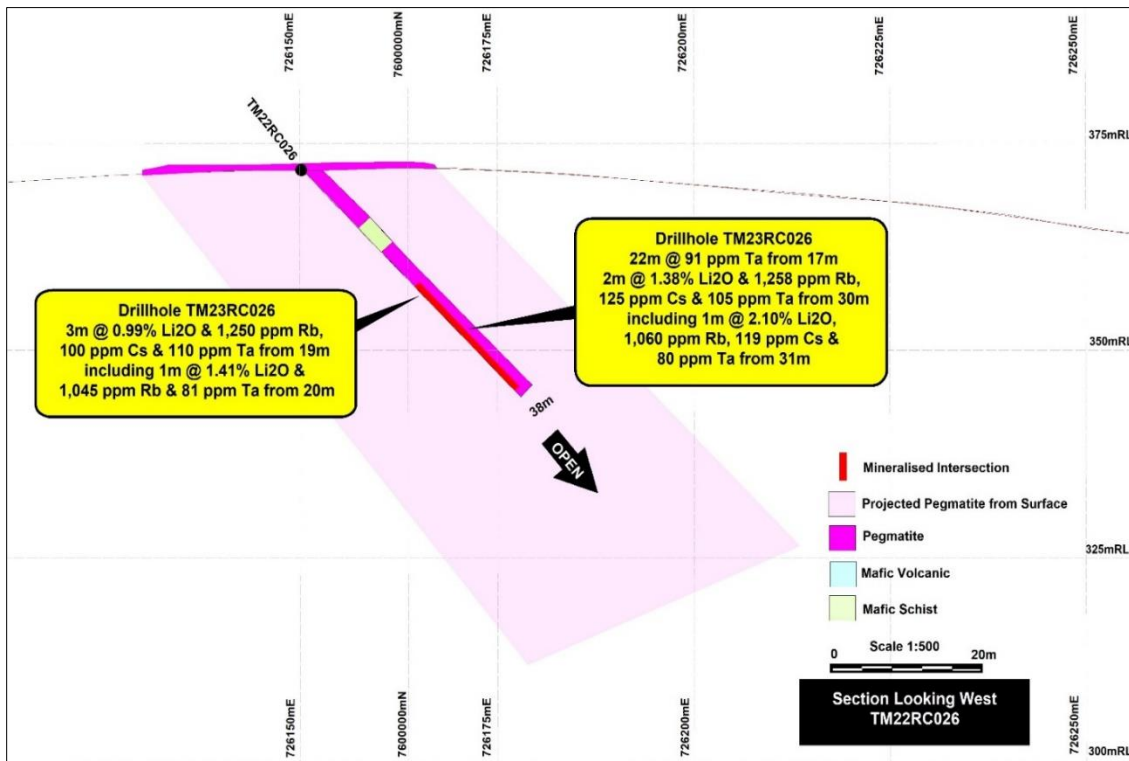 726150mE
7600000mN
726175mE
726200mE
726225mE
726250mE
TM22RC026
375mRL
Drillhole TM23RC026
22m @ 91 ppm Ta from 17m
2m @ 1.38% Li2O & 1,258 ppm Rb,
125 ppm Cs & 105 ppm Ta from 30m
including 1m @ 2.10% Li2O,
1,060 ppm Rb, 119 ppm Cs &
80 ppm Ta from 31m
Drillhole TM23RC026
3m @ 0.99% Li2O & 1,250 ppm Rb,
100 ppm Cs & 110 ppm Ta from 19m
including 1m @ 1.41% Li2O &
1,045 ppm Rb & 81 ppm Ta from 20m
350mRL
38m
OPEN
Mineralised Intersection
Projected Pegmatite from Surface
Pegmatite
325mRL
Mafic Volcanic
Mafic Schist
Scale 1:500
0
20m
Section Looking West
TM22RC026
726150mE
7600000mN
726175mE
726200mE
726250mE
300mRL